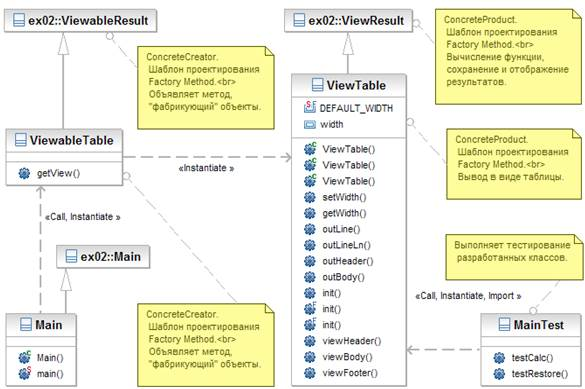 ex02::ViewableResult
ConcreteCreator.
Шаблон проектирования
Factory Method.<br>
Объявляет метод,
"фабрикующий" объекты.
ex02::ViewResult
ConcreteProduct.
Шаблон проектирования
Factory Method.<br>
Вычисление функции,
сохранение и отображение
результатов.
ViewableTable
getView()
«Instantiate »
ViewTable
DEFAULT_WIDTH
width
ViewTable()
ViewTable()
ViewTable()
setWidth()
getWidth()
outLine()
outLineLn()
outHeader()
outBody()
init()
init()
init()
viewHeader()
viewBody()
viewFooter()
ConcreteProduct.
Шаблон проектирования
Factory Method.<br>
Вывод в виде таблицы.
«Call, Instantiate »
ex02::Main
Main
Main()
main()
ConcreteCreator.
Шаблон проектирования
Factory Method.<br>
Объявляет метод,
"фабрикующий" объекты.
Выполняет тестирование
разработанных классов.
«Call, Instantiate, Import »
MainTest
testCalc()
testRestore()